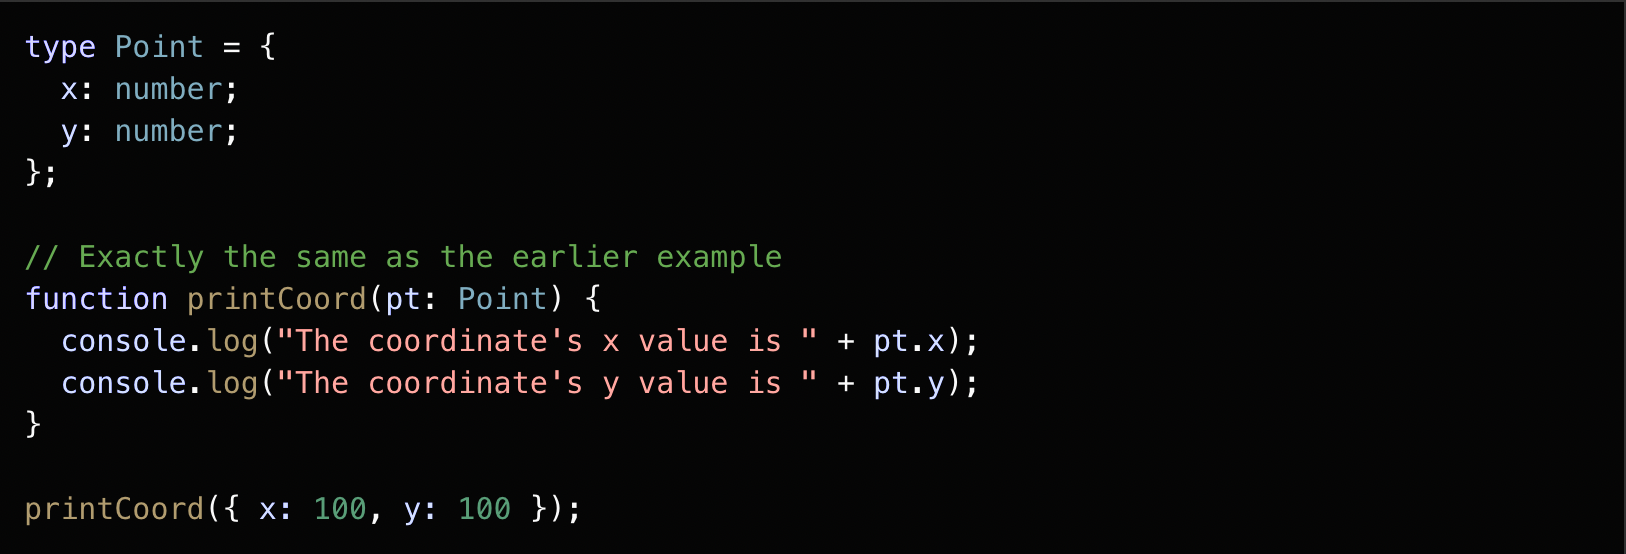 type Point = {
  x: number;
  y: number;
};

// Exactly the same as the earlier example
function printCoord(pt: Point) {
  console.log("The coordinate's x value is " + pt.x);
  console.log("The coordinate's y value is " + pt.y);
}

printCoord({ x: 100, y: 100 });